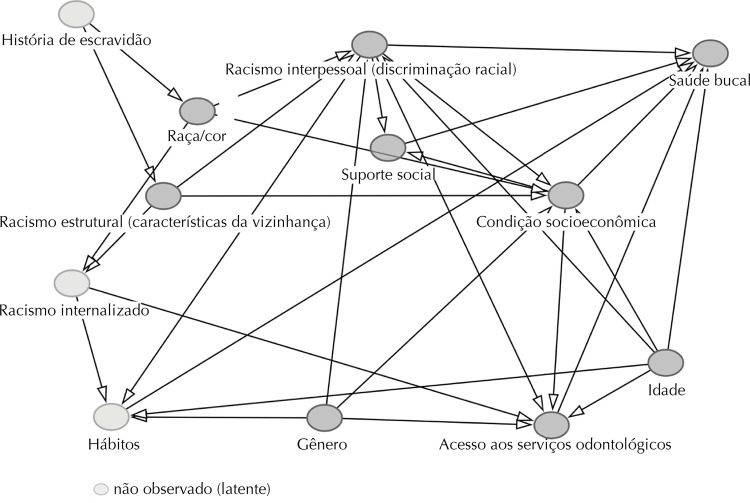 História de escravidão
Racismo interpessoal (discriminação racial)
Saúde bucal
Raça/cor
Suporte social
Racismo estrutural (características da vizinhança)
Condição socioeconômica
Racismo internalizado
Idade
Hábitos
Gênero
Acesso aos serviços odontológicos
não observado (latente)